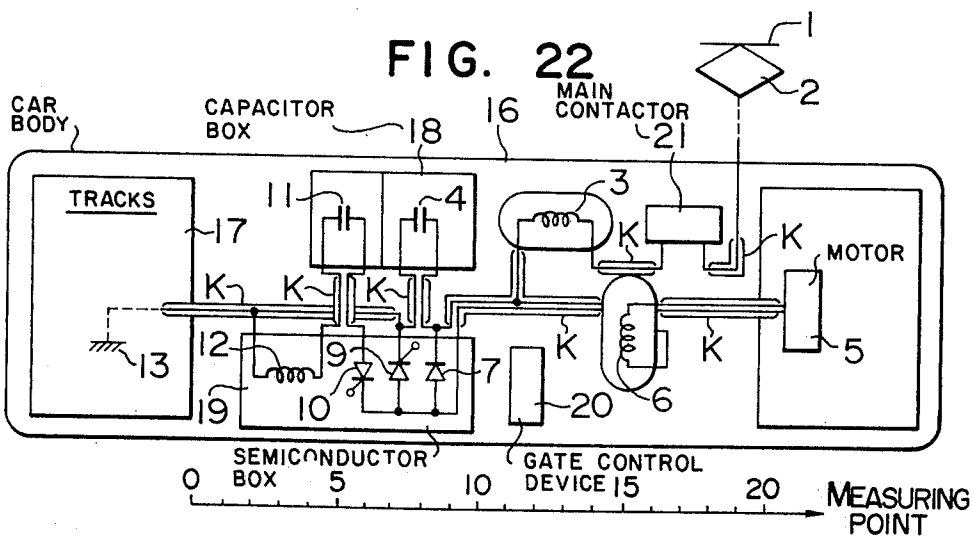 FIG. 22
1
2
CAR
BODY
CAPACITOR
BOX
18
16
MAIN
CONTACTOR
21
TRACKS
17
11
4
3
K
K
MOTOR
K
K
K
K
K
5
13
12
9
10
7
19
20
6
SEMICONDUCTOR
BOX
GATE CONTROL
DEVICE
0
5
10
15
20
MEASURING
POINT